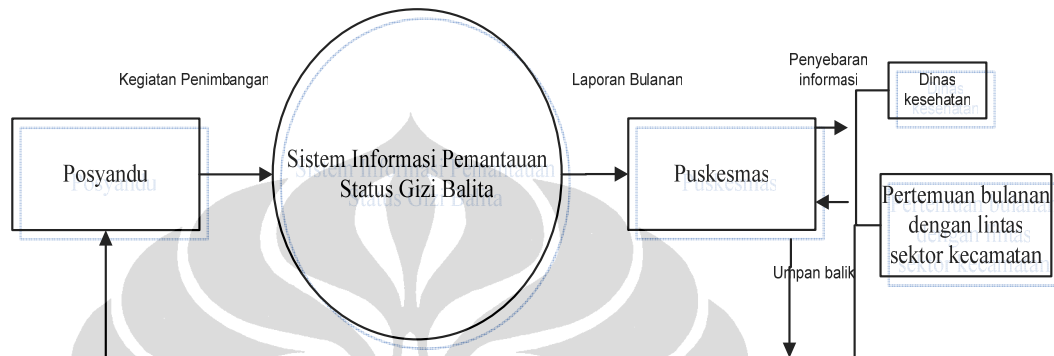 Kegiatan Penimbangan
Laporan Bulanan
Penyebaran
informasi
Dinas
kesehatan
Posyandu
Sistem Informasi Pemantauan
Status Gizi Balita
Puskesmas
Pertemuan bulanan
dengan lintas
sektor kecamatan
Umpan balik